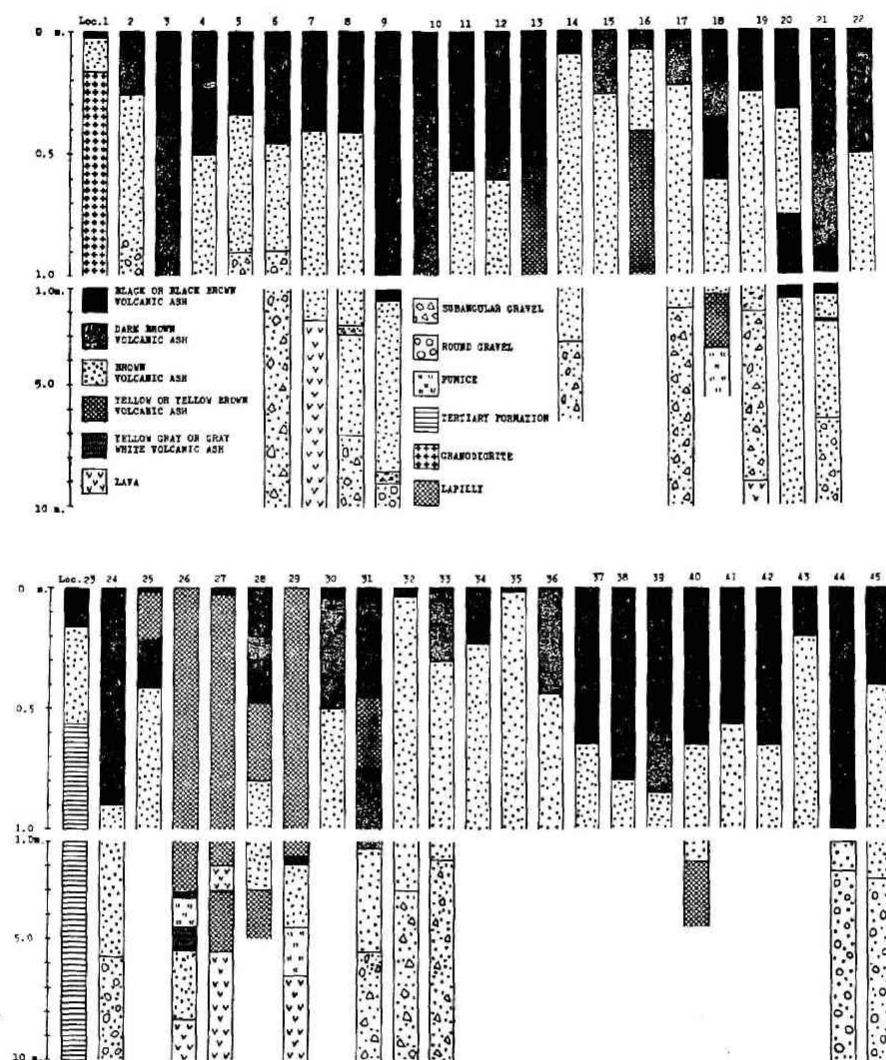 Loc.1 2 3 4 5 6 7 8 9 10 11 12 13 14 15 16 17 18 19 20 21 22
0 m.
0.5
1.0
1.0m.
5.0
10 m.
BLACK OR BLACK BROWN
VOLCANIC ASH
DARK BROWN
VOLCANIC ASH
BROWN
VOLCANIC ASH
YELLOW OR YELLOW BROWN
VOLCANIC ASH
YELLOW GRAY OR GRAY
WHITE VOLCANIC ASH
LAVA
SUBANGULAR GRAVEL
ROUND GRAVEL
PUMICE
TERTIARY FORMATION
GRANODIORITE
LAPILLY
Loc.23 24 25 26 27 28 29 30 31 32 33 34 35 36 37 38 39 40 41 42 43 44 45
0 m.
0.5
1.0
1.0m.
5.0
10 m.